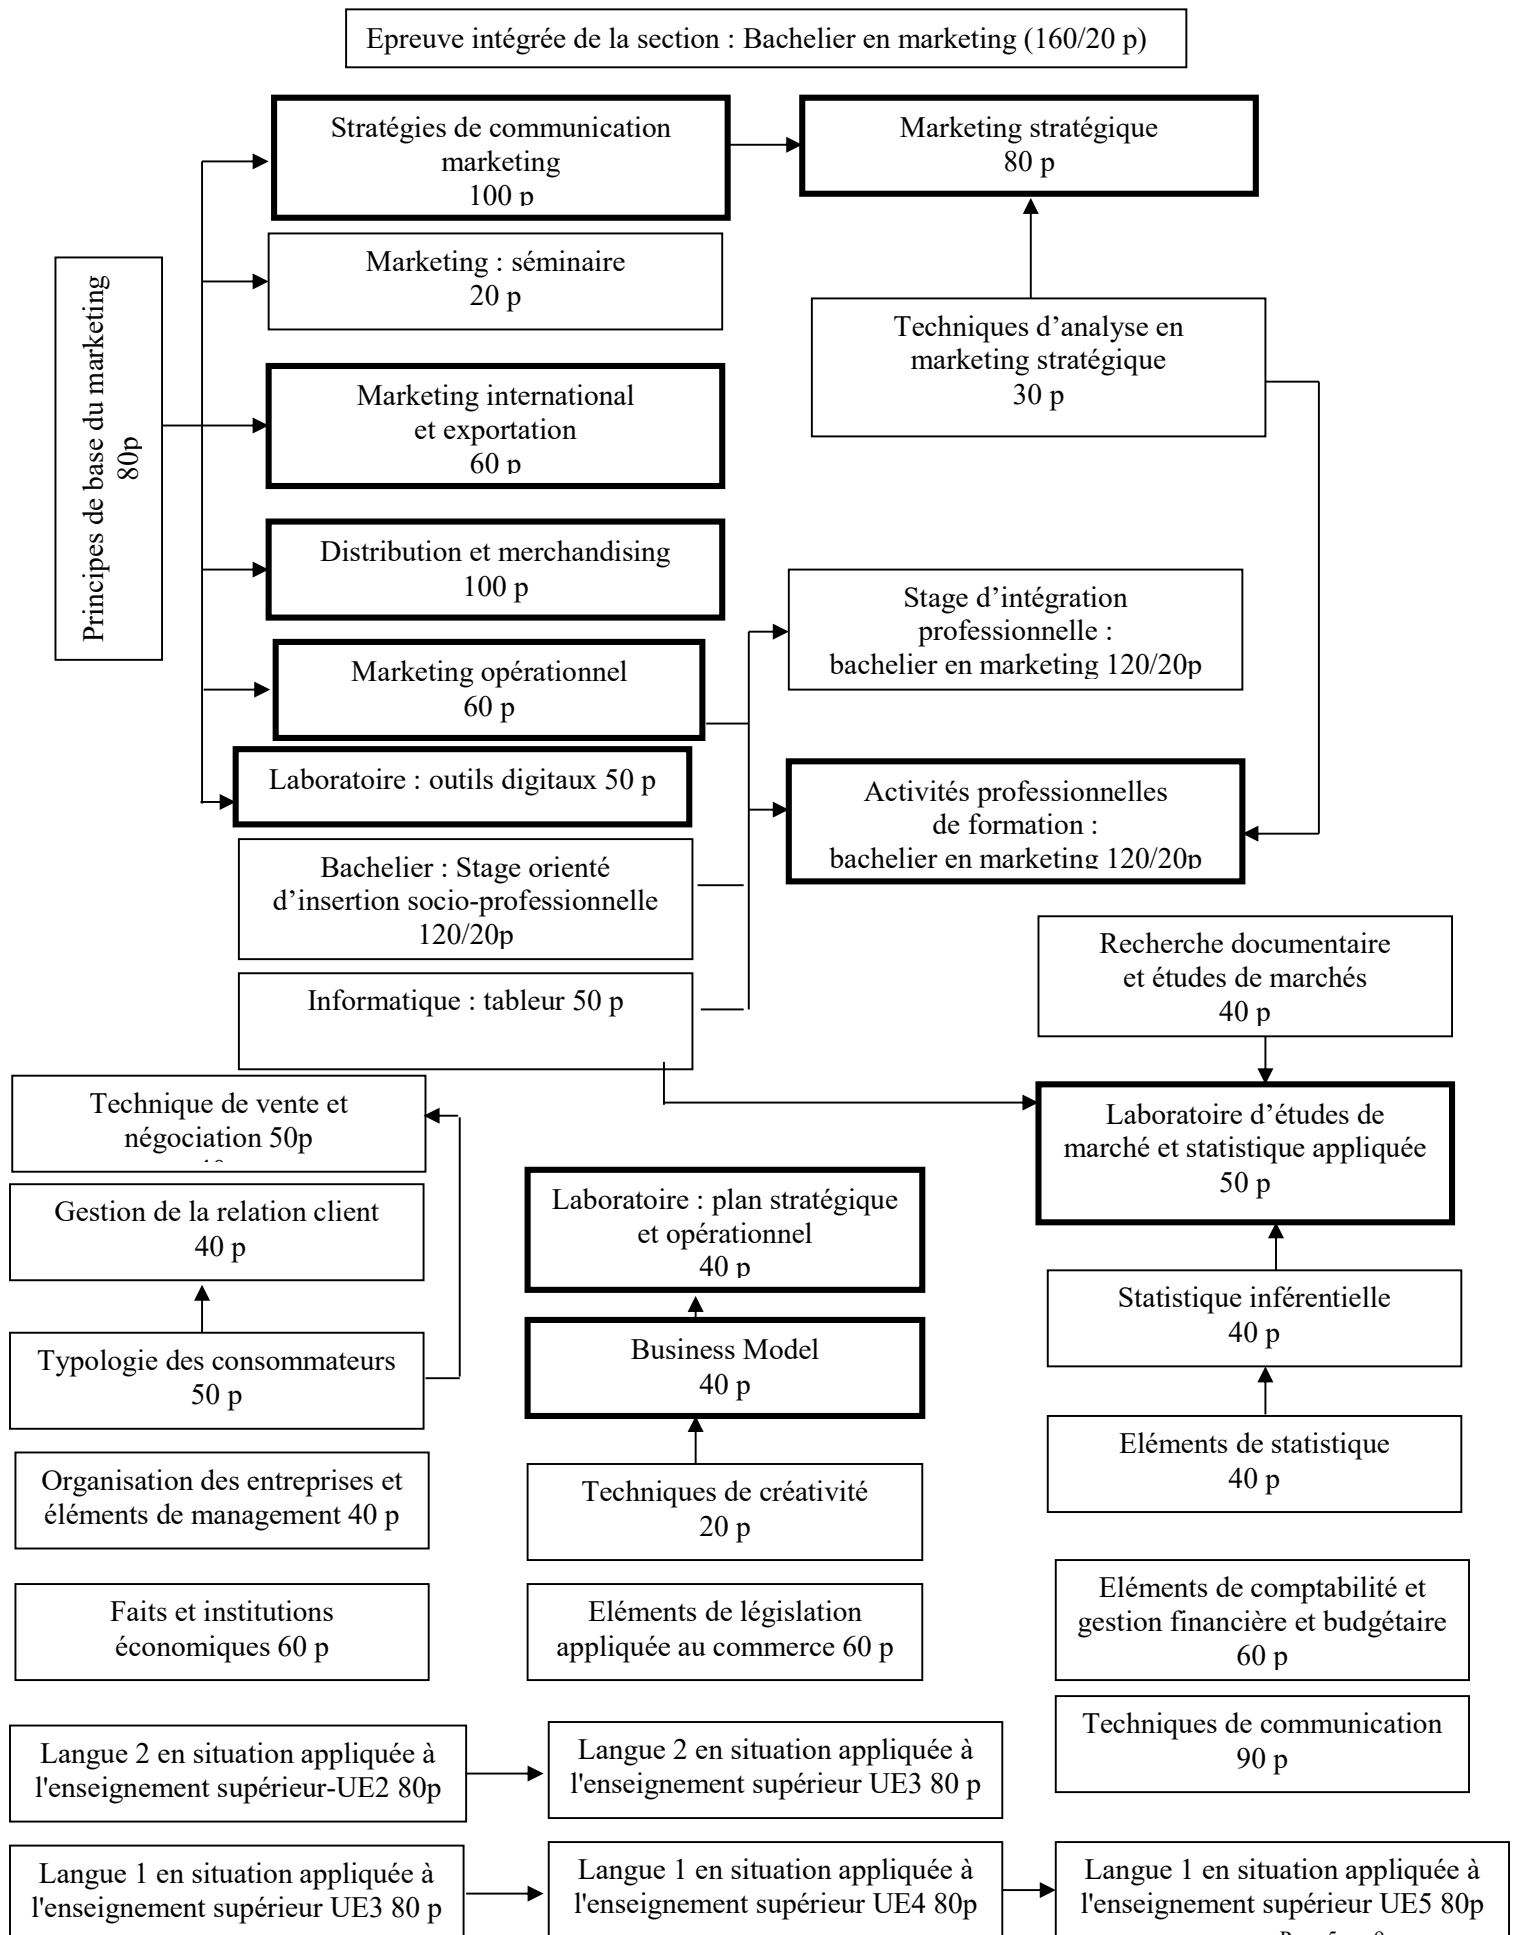 Epreuve intégrée de la section : Bachelier en marketing (160/20 p)
Stratégies de communication
marketing
100 p
Marketing stratégique
80 p
Marketing : séminaire
20 p
Principes de base du marketing
80p
Techniques d’analyse en
marketing stratégique
30 p
Marketing international
et exportation
60 p
Distribution et merchandising
100 p
Stage d’intégration
professionnelle :
bachelier en marketing 120/20p
Marketing opérationnel
60 p
Laboratoire : outils digitaux 50 p
Activités professionnelles
de formation :
bachelier en marketing 120/20p
Bachelier : Stage orienté
d’insertion socio-professionnelle
120/20p
Recherche documentaire
et études de marchés
40 p
Informatique : tableur 50 p
Technique de vente et
négociation 50p
Laboratoire d’études de
marché et statistique appliquée
50 p
Gestion de la relation client
40 p
Laboratoire : plan stratégique
et opérationnel
40 p
Statistique inférentielle
40 p
Typologie des consommateurs
50 p
Business Model
40 p
Eléments de statistique
40 p
Organisation des entreprises et
éléments de management 40 p
Techniques de créativité
20 p
Faits et institutions
économiques 60 p
Eléments de législation
appliquée au commerce 60 p
Eléments de comptabilité et
gestion financière et budgétaire
60 p
Techniques de communication
90 p
Langue 2 en situation appliquée à
l'enseignement supérieur-UE2 80p
Langue 2 en situation appliquée à
l'enseignement supérieur UE3 80 p
Langue 1 en situation appliquée à
l'enseignement supérieur UE3 80 p
Langue 1 en situation appliquée à
l'enseignement supérieur UE4 80p
Langue 1 en situation appliquée à
l'enseignement supérieur UE5 80p